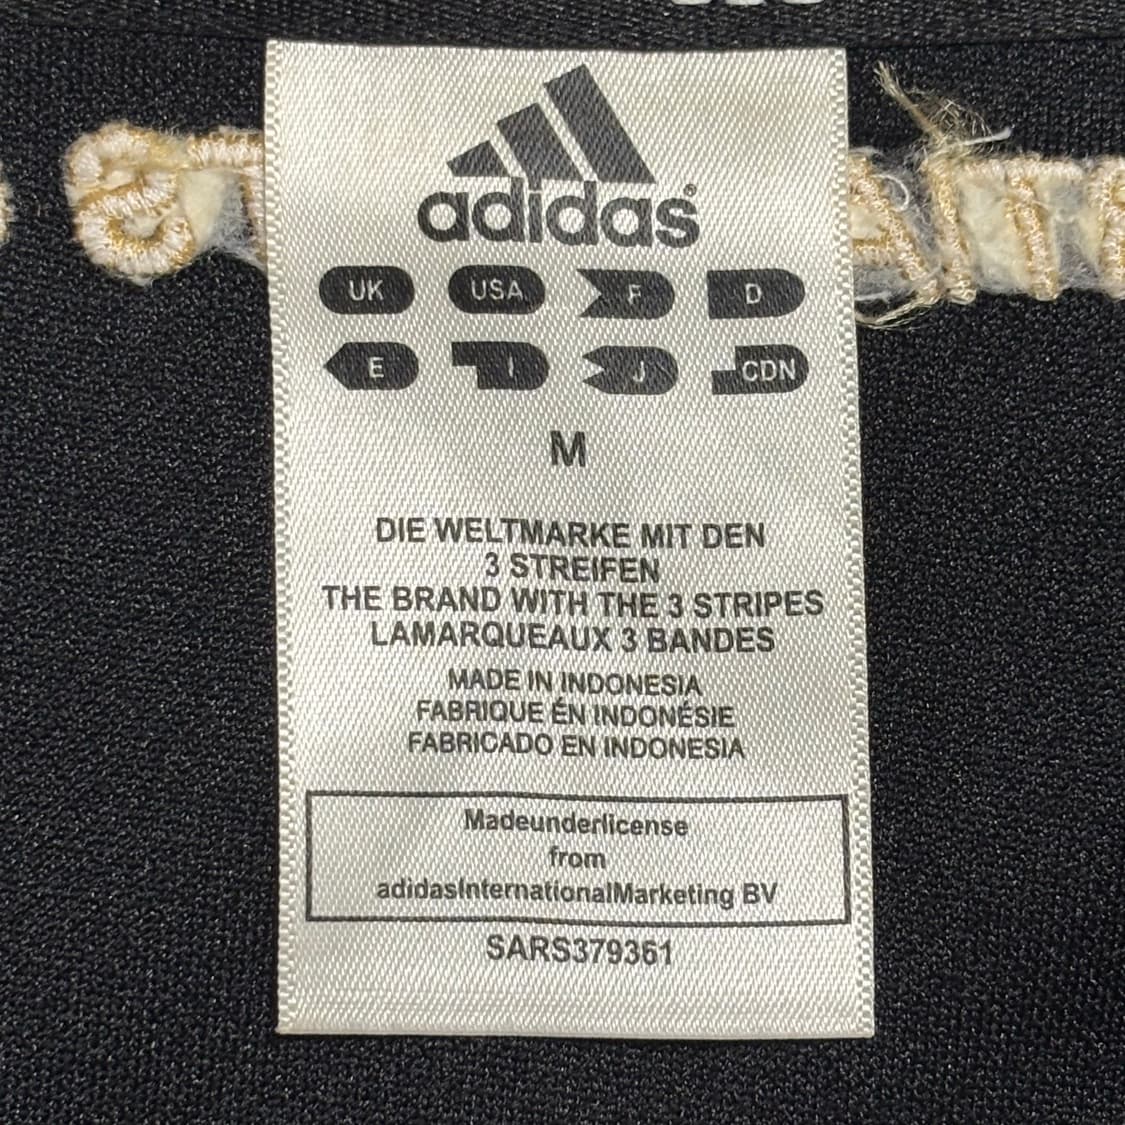 adidas®
UK USA F D
E I J CDN
M
DIE WELTMARKE MIT DEN
3 STREIFEN
THE BRAND WITH THE 3 STRIPES
LAMARQUEAUX 3 BANDES
MADE IN INDONESIA
FABRIQUE ÉN INDONÉSIE
FABRICADO EN INDONESIA
Madeunderlicense
from
adidasInternationalMarketing BV
SARS379361